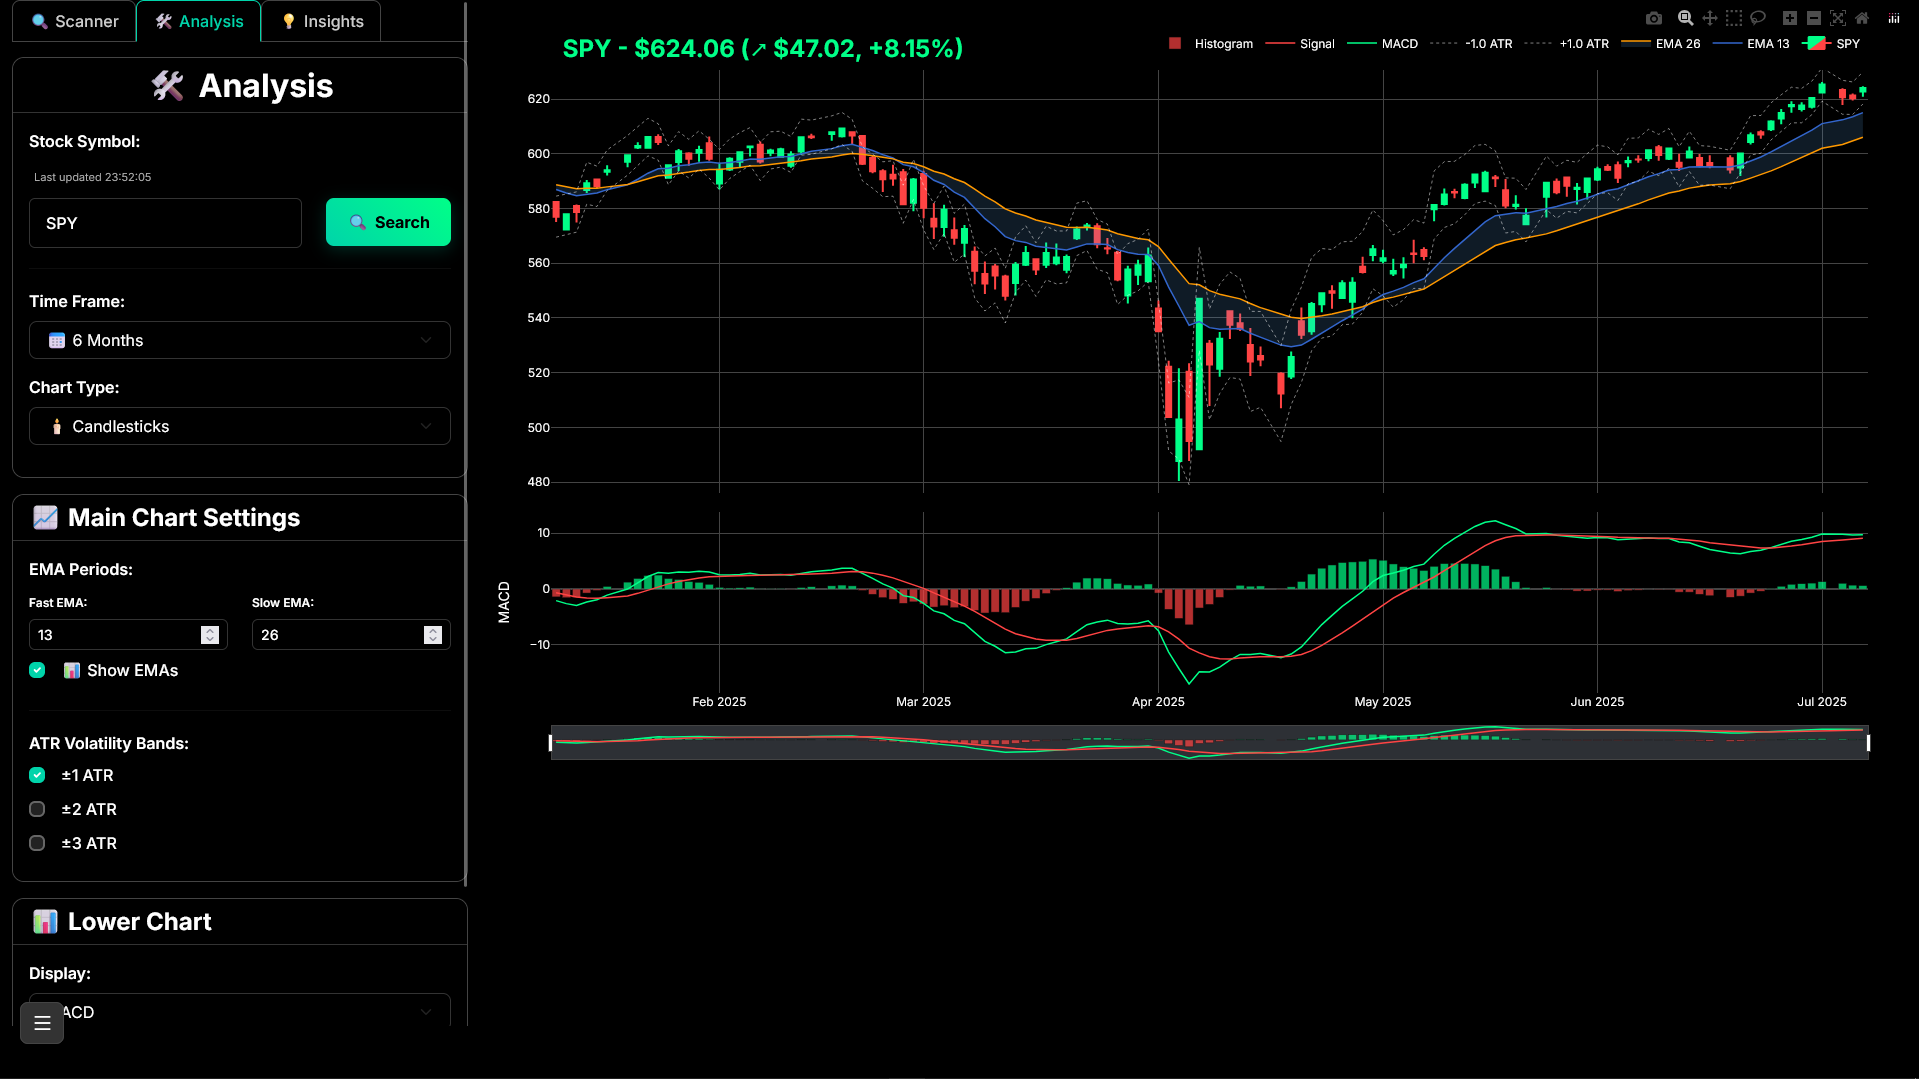 Scanner
Analysis
Insights
Analysis
Stock Symbol:
Last updated 23:52:05
SPY
Search
Time Frame:
6 Months
Chart Type:
Candlesticks
Main Chart Settings
EMA Periods:
Fast EMA:
Slow EMA:
13
26
Show EMAs
ATR Volatility Bands:
±1 ATR
±2 ATR
±3 ATR
Lower Chart
Display:
ACD
SPY - $624.06 (↗ $47.02, +8.15%)
Histogram
Signal
MACD
-1.0 ATR
+1.0 ATR
EMA 26
EMA 13
SPY
620
600
580
560
540
520
500
480
10
0
−10
MACD
Feb 2025
Mar 2025
Apr 2025
May 2025
Jun 2025
Jul 2025